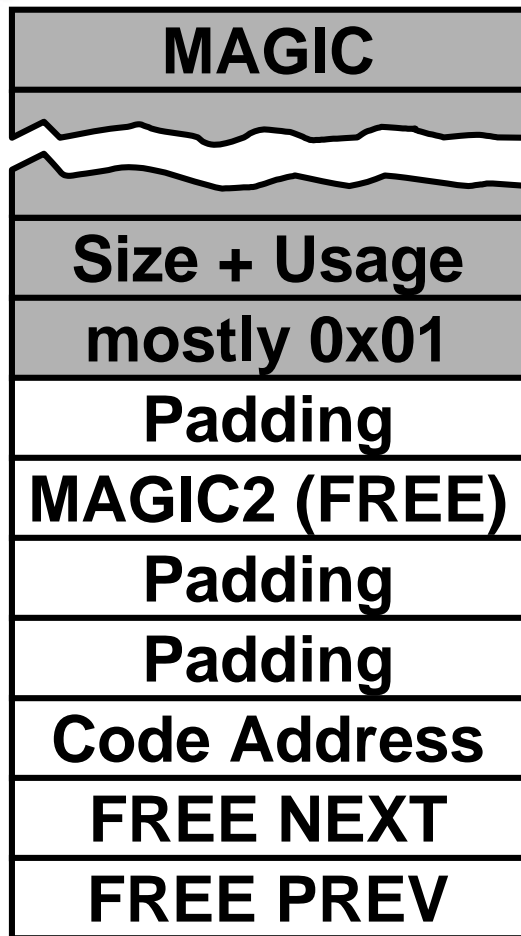 MAGIC
Size + Usage
mostly 0x01
Padding
MAGIC2 (FREE)
Padding
Padding
Code Address
FREE NEXT
FREE PREV